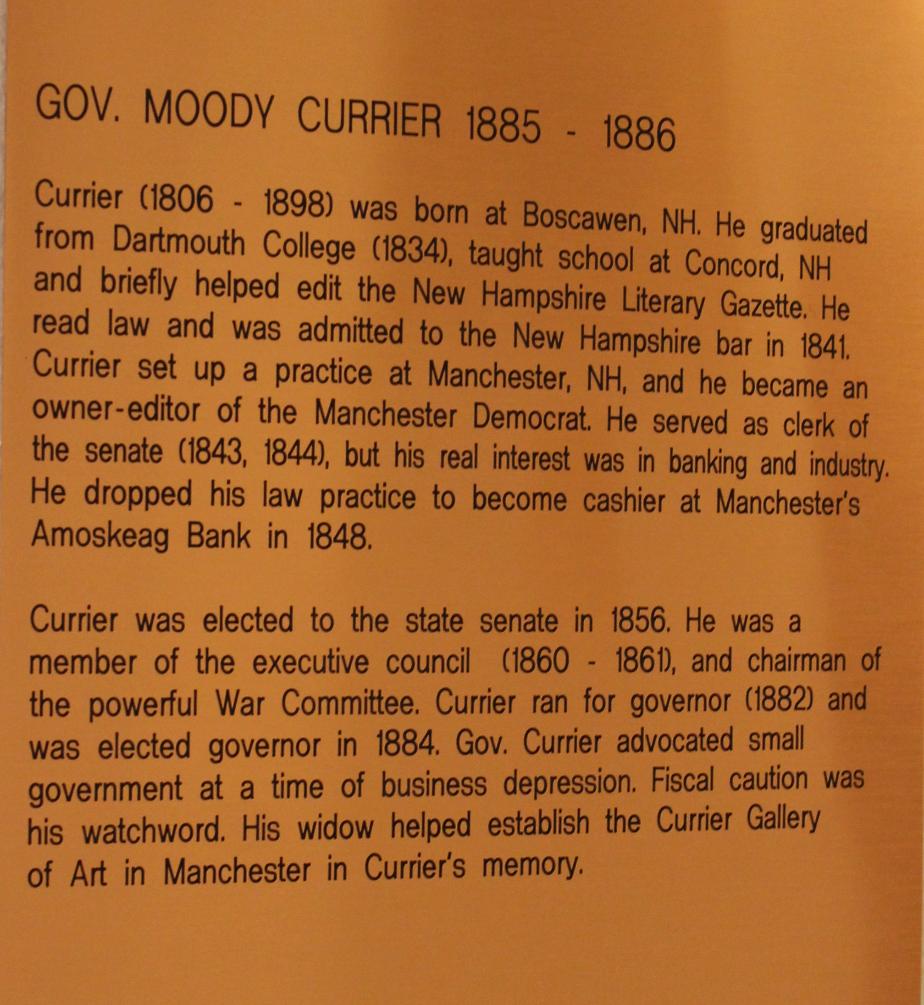 GOV. MOODY CURRIER 1885 - 1886
Currier (1806 - 1898) was born at Boscawen, NH. He graduated
from Dartmouth College (1834), taught school at Concord, NH
and briefly helped edit the New Hampshire Literary Gazette. He
read law and was admitted to the New Hampshire bar in 1841.
Currier set up a practice at Manchester, NH, and he became an
owner-editor of the Manchester Democrat. He served as clerk of
the senate (1843, 1844), but his real interest was in banking and industry.
He dropped his law practice to become cashier at Manchester's
Amoskeag Bank in 1848.
Currier was elected to the state senate in 1856. He was a
member of the executive council (1860 - 1861), and chairman of
the powerful War Committee. Currier ran for governor (1882) and
was elected governor in 1884. Gov. Currier advocated small
government at a time of business depression. Fiscal caution was
his watchword. His widow helped establish the Currier Gallery
of Art in Manchester in Currier's memory.